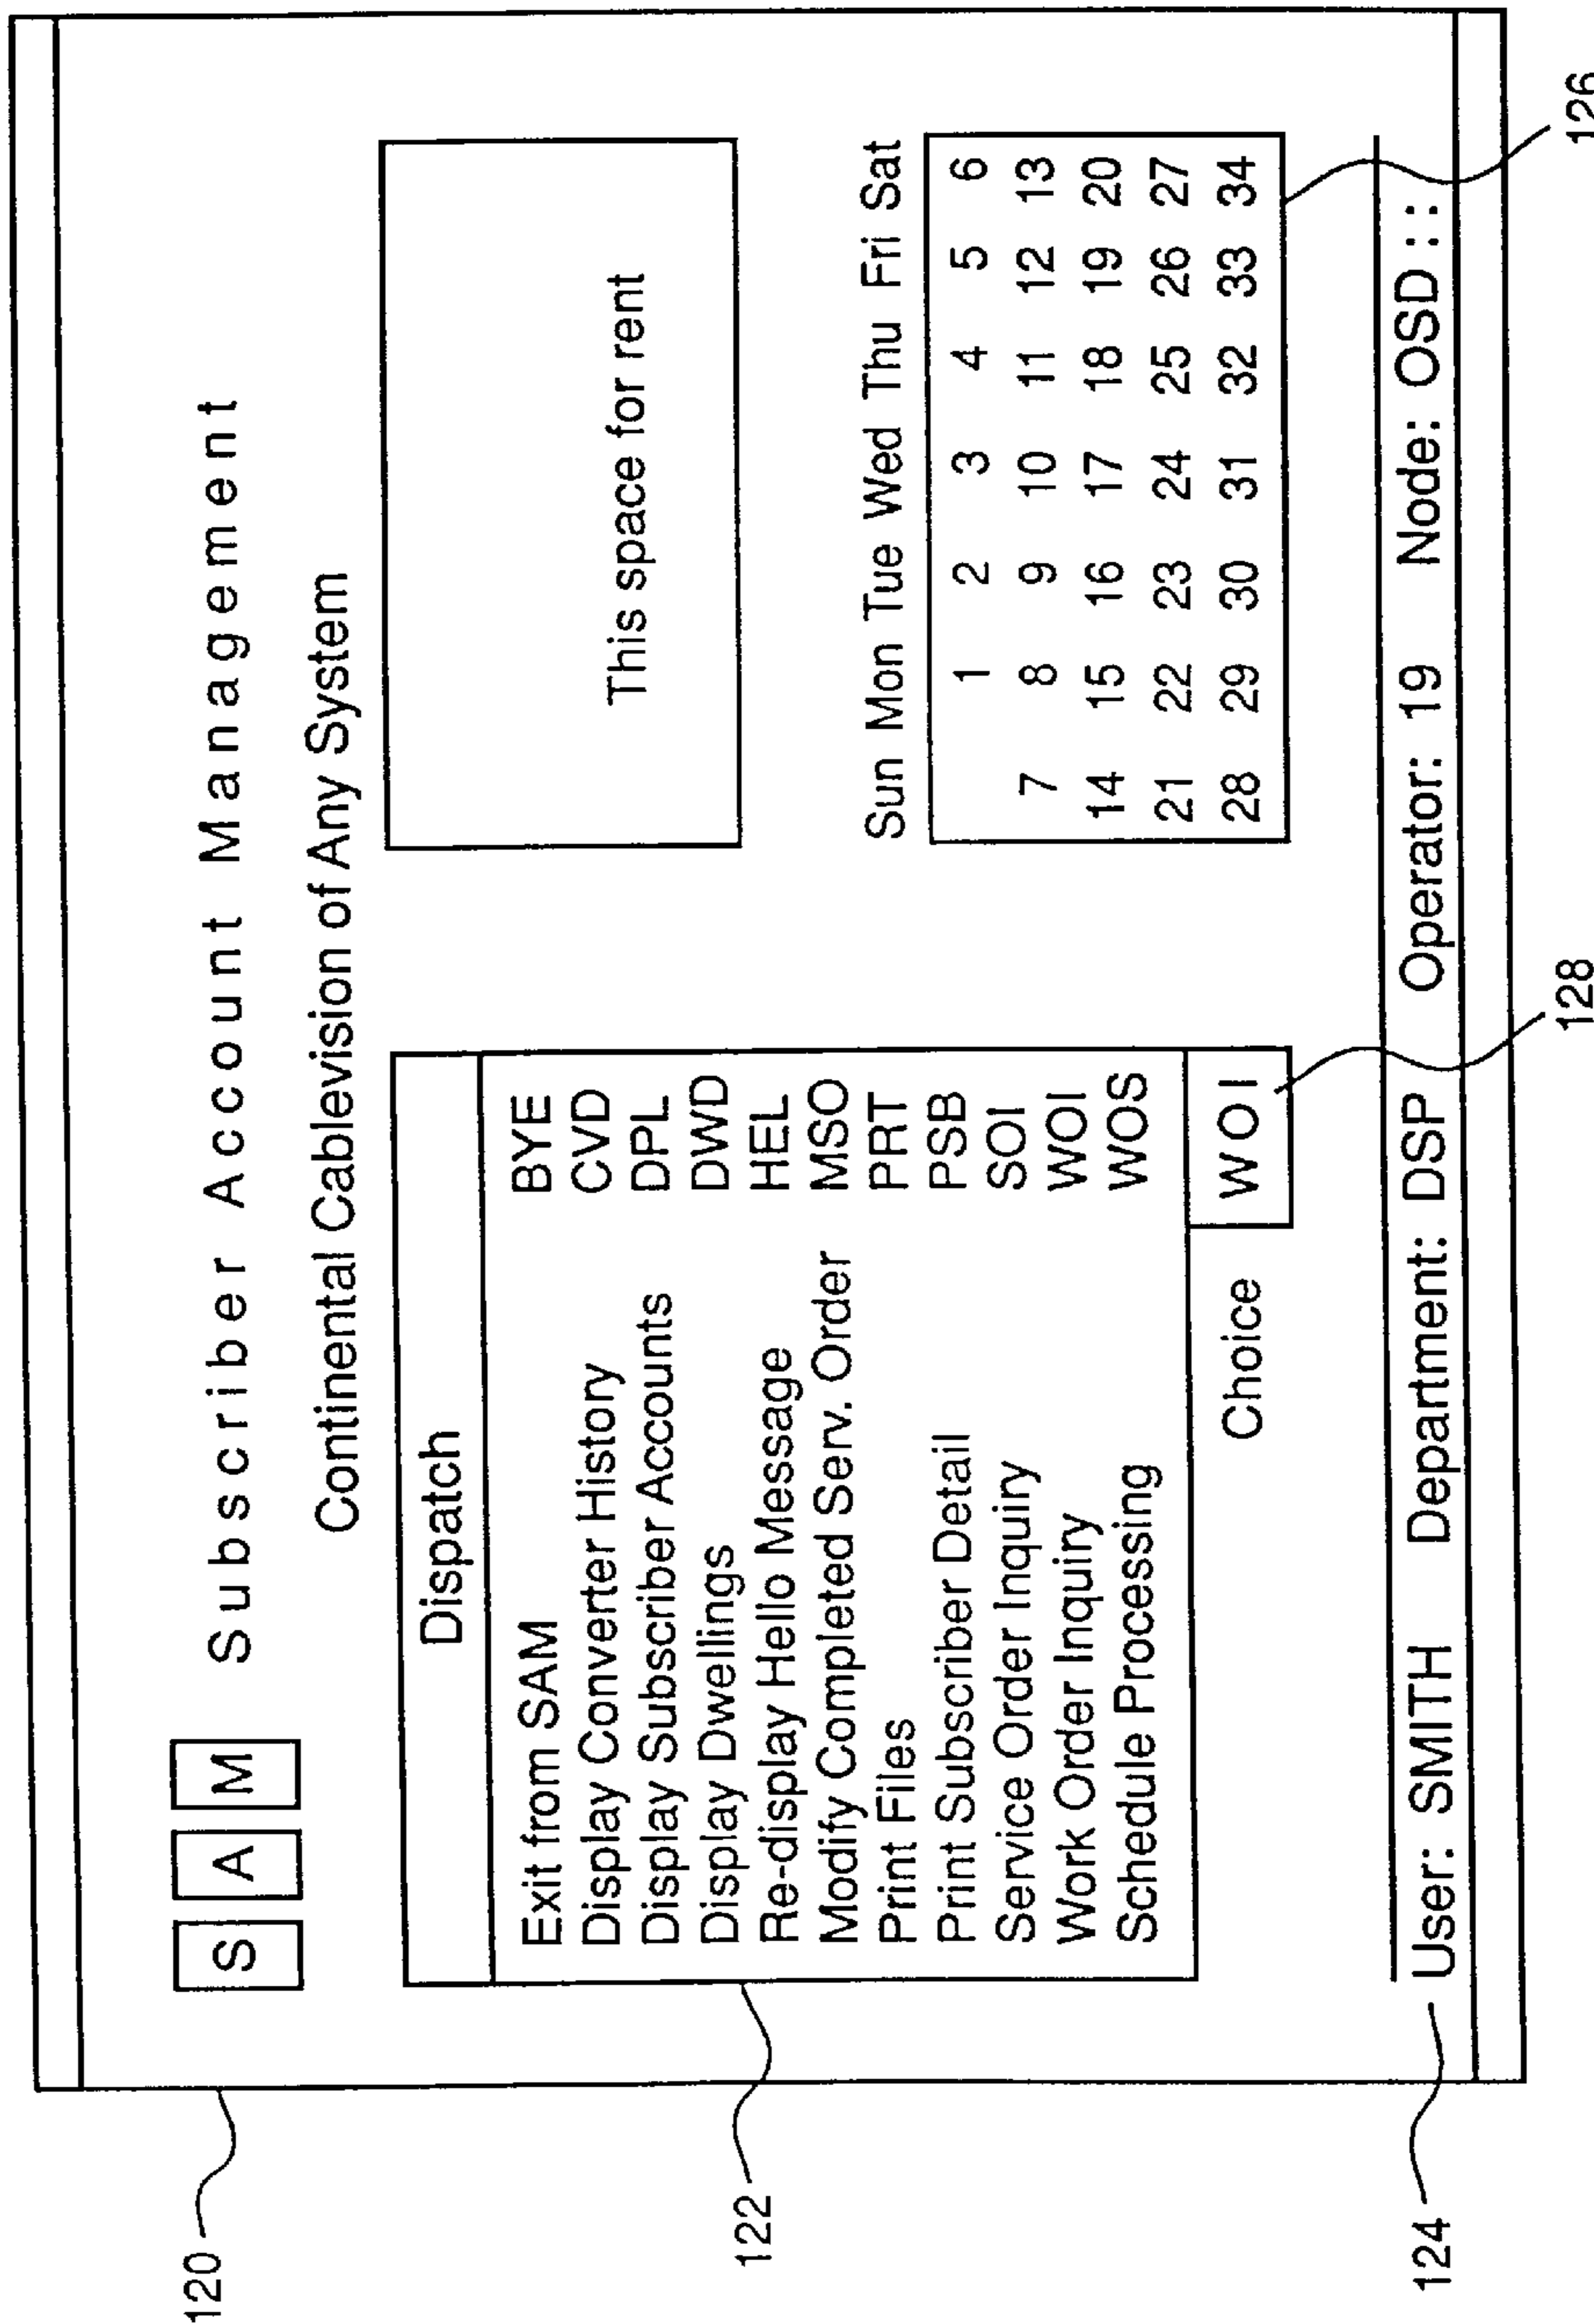 S A M Subscriber Account Management
Continental Cablevision of Any System
Dispatch
Exit from SAM BYE
Display Converter History CVD
Display Subscriber Accounts DPL
Display Dwellings DWD
Re-display Hello Message HEL
Modify Completed Serv. Order MSO
Print Files PRT
Print Subscriber Detail PSB
Service Order Inquiry SOI
Work Order Inquiry WOI
Schedule Processing WOS
Choice WOI
This space for rent
Sun Mon Tue Wed Thu Fri Sat
1 2 3 4 5 6
7 8 9 10 11 12 13
14 15 16 17 18 19 20
21 22 23 24 25 26 27
28 29 30 31 32 33 34
User: SMITH Department: DSP Operator: 19 Node: OSD : :
120
122
124
128
126